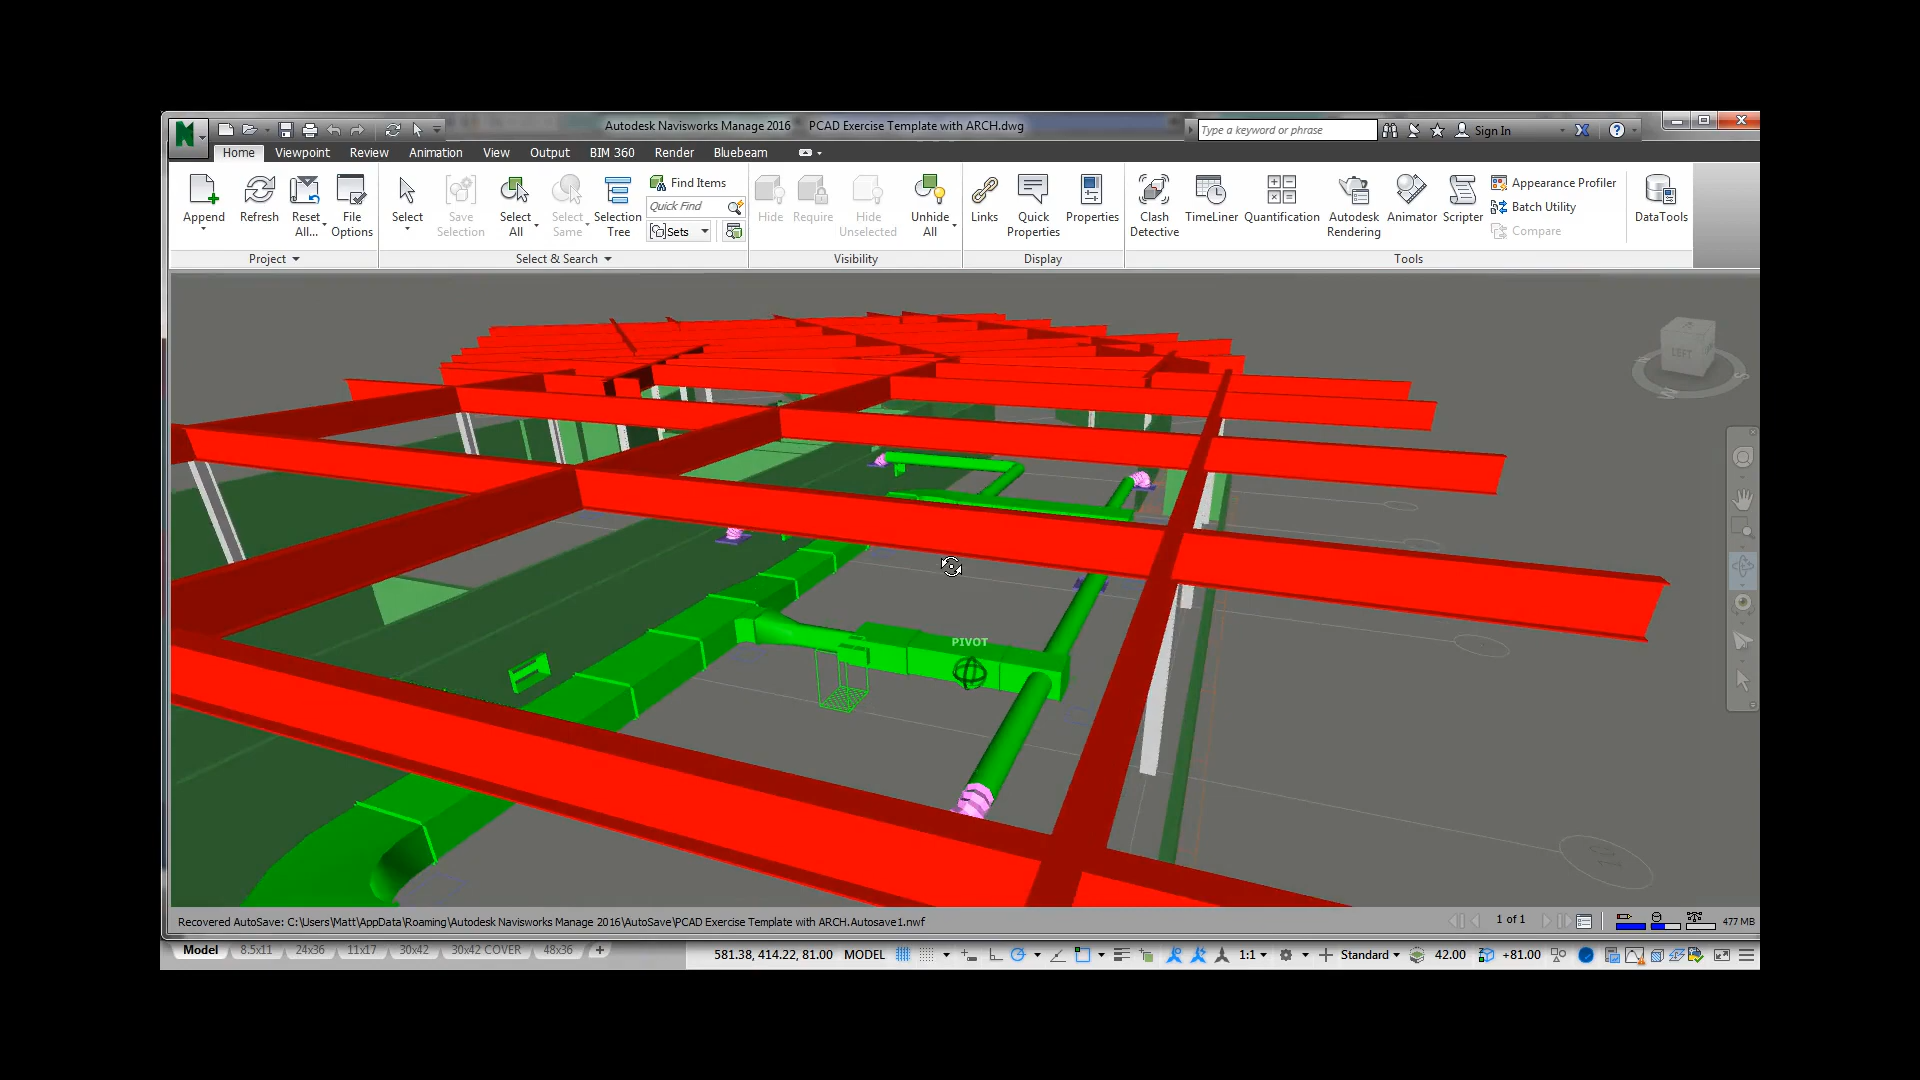 Autodesk Navisworks Manage 2016 PCAD Exercise Template with ARCH.dwg
Type a keyword or phrase
Sign In
Home Viewpoint Review Animation View Output BIM 360 Render Bluebeam
Append
Refresh
Reset All...
File Options
Project
Select
Save Selection
Select All
Select Same
Selection Tree
Find Items
Quick Find
Sets
Select & Search
Hide
Require
Hide Unselected
Unhide All
Visibility
Links
Quick Properties
Properties
Display
Clash Detective
TimeLiner
Quantification
Autodesk Rendering
Animator
Scripter
Appearance Profiler
Batch Utility
Compare
DataTools
Tools
LEFT
PIVOT
Recovered AutoSave: C:\Users\Matt\AppData\Roaming\Autodesk Navisworks Manage 2016\AutoSave\PCAD Exercise Template with ARCH.Autosave1.nwf
1 of 1
477 MB
Model 8.5x11 24x36 11x17 30x42 30x42 COVER 48x36 +
581.38, 414.22, 81.00 MODEL 1:1 Standard 42.00 +81.00